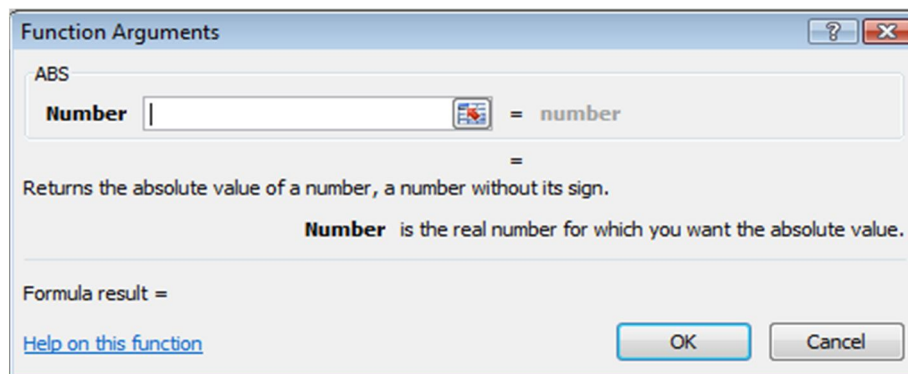 Function Arguments
ABS
Number = number
=
Returns the absolute value of a number, a number without its sign.
Number is the real number for which you want the absolute value.
Formula result =
Help on this function
OK Cancel